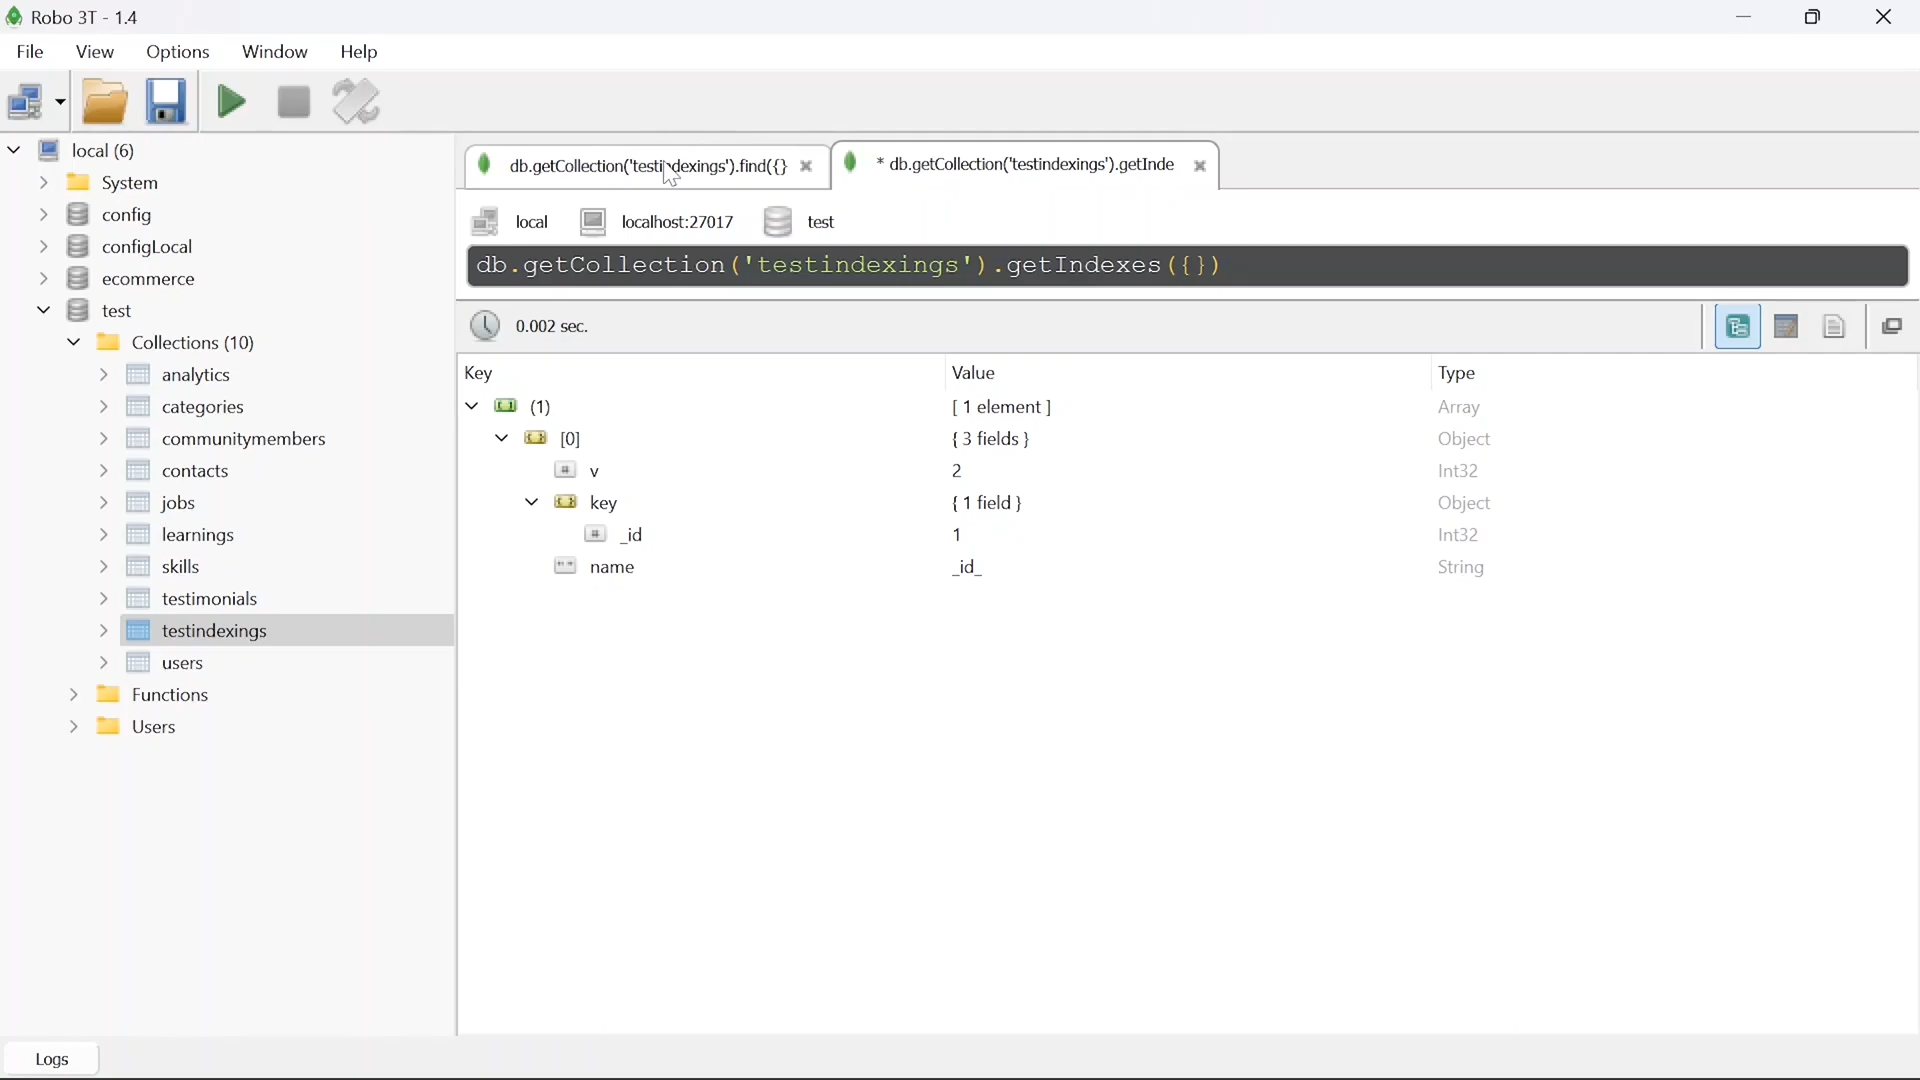 Robo 3T - 1.4
File View Options Window Help
local (6)
System
config
configLocal
ecommerce
test
Collections (10)
analytics
categories
communitymembers
contacts
jobs
learnings
skills
testimonials
testindexings
users
Functions
Users
db.getCollection('testindexings').find({}
* db.getCollection('testindexings').getInde
local localhost:27017 test
db.getCollection('testindexings').getIndexes({})
0.002 sec.
Key Value Type
(1) [ 1 element ] Array
[0] { 3 fields } Object
v 2 Int32
key { 1 field } Object
_id 1 Int32
name _id_ String
Logs